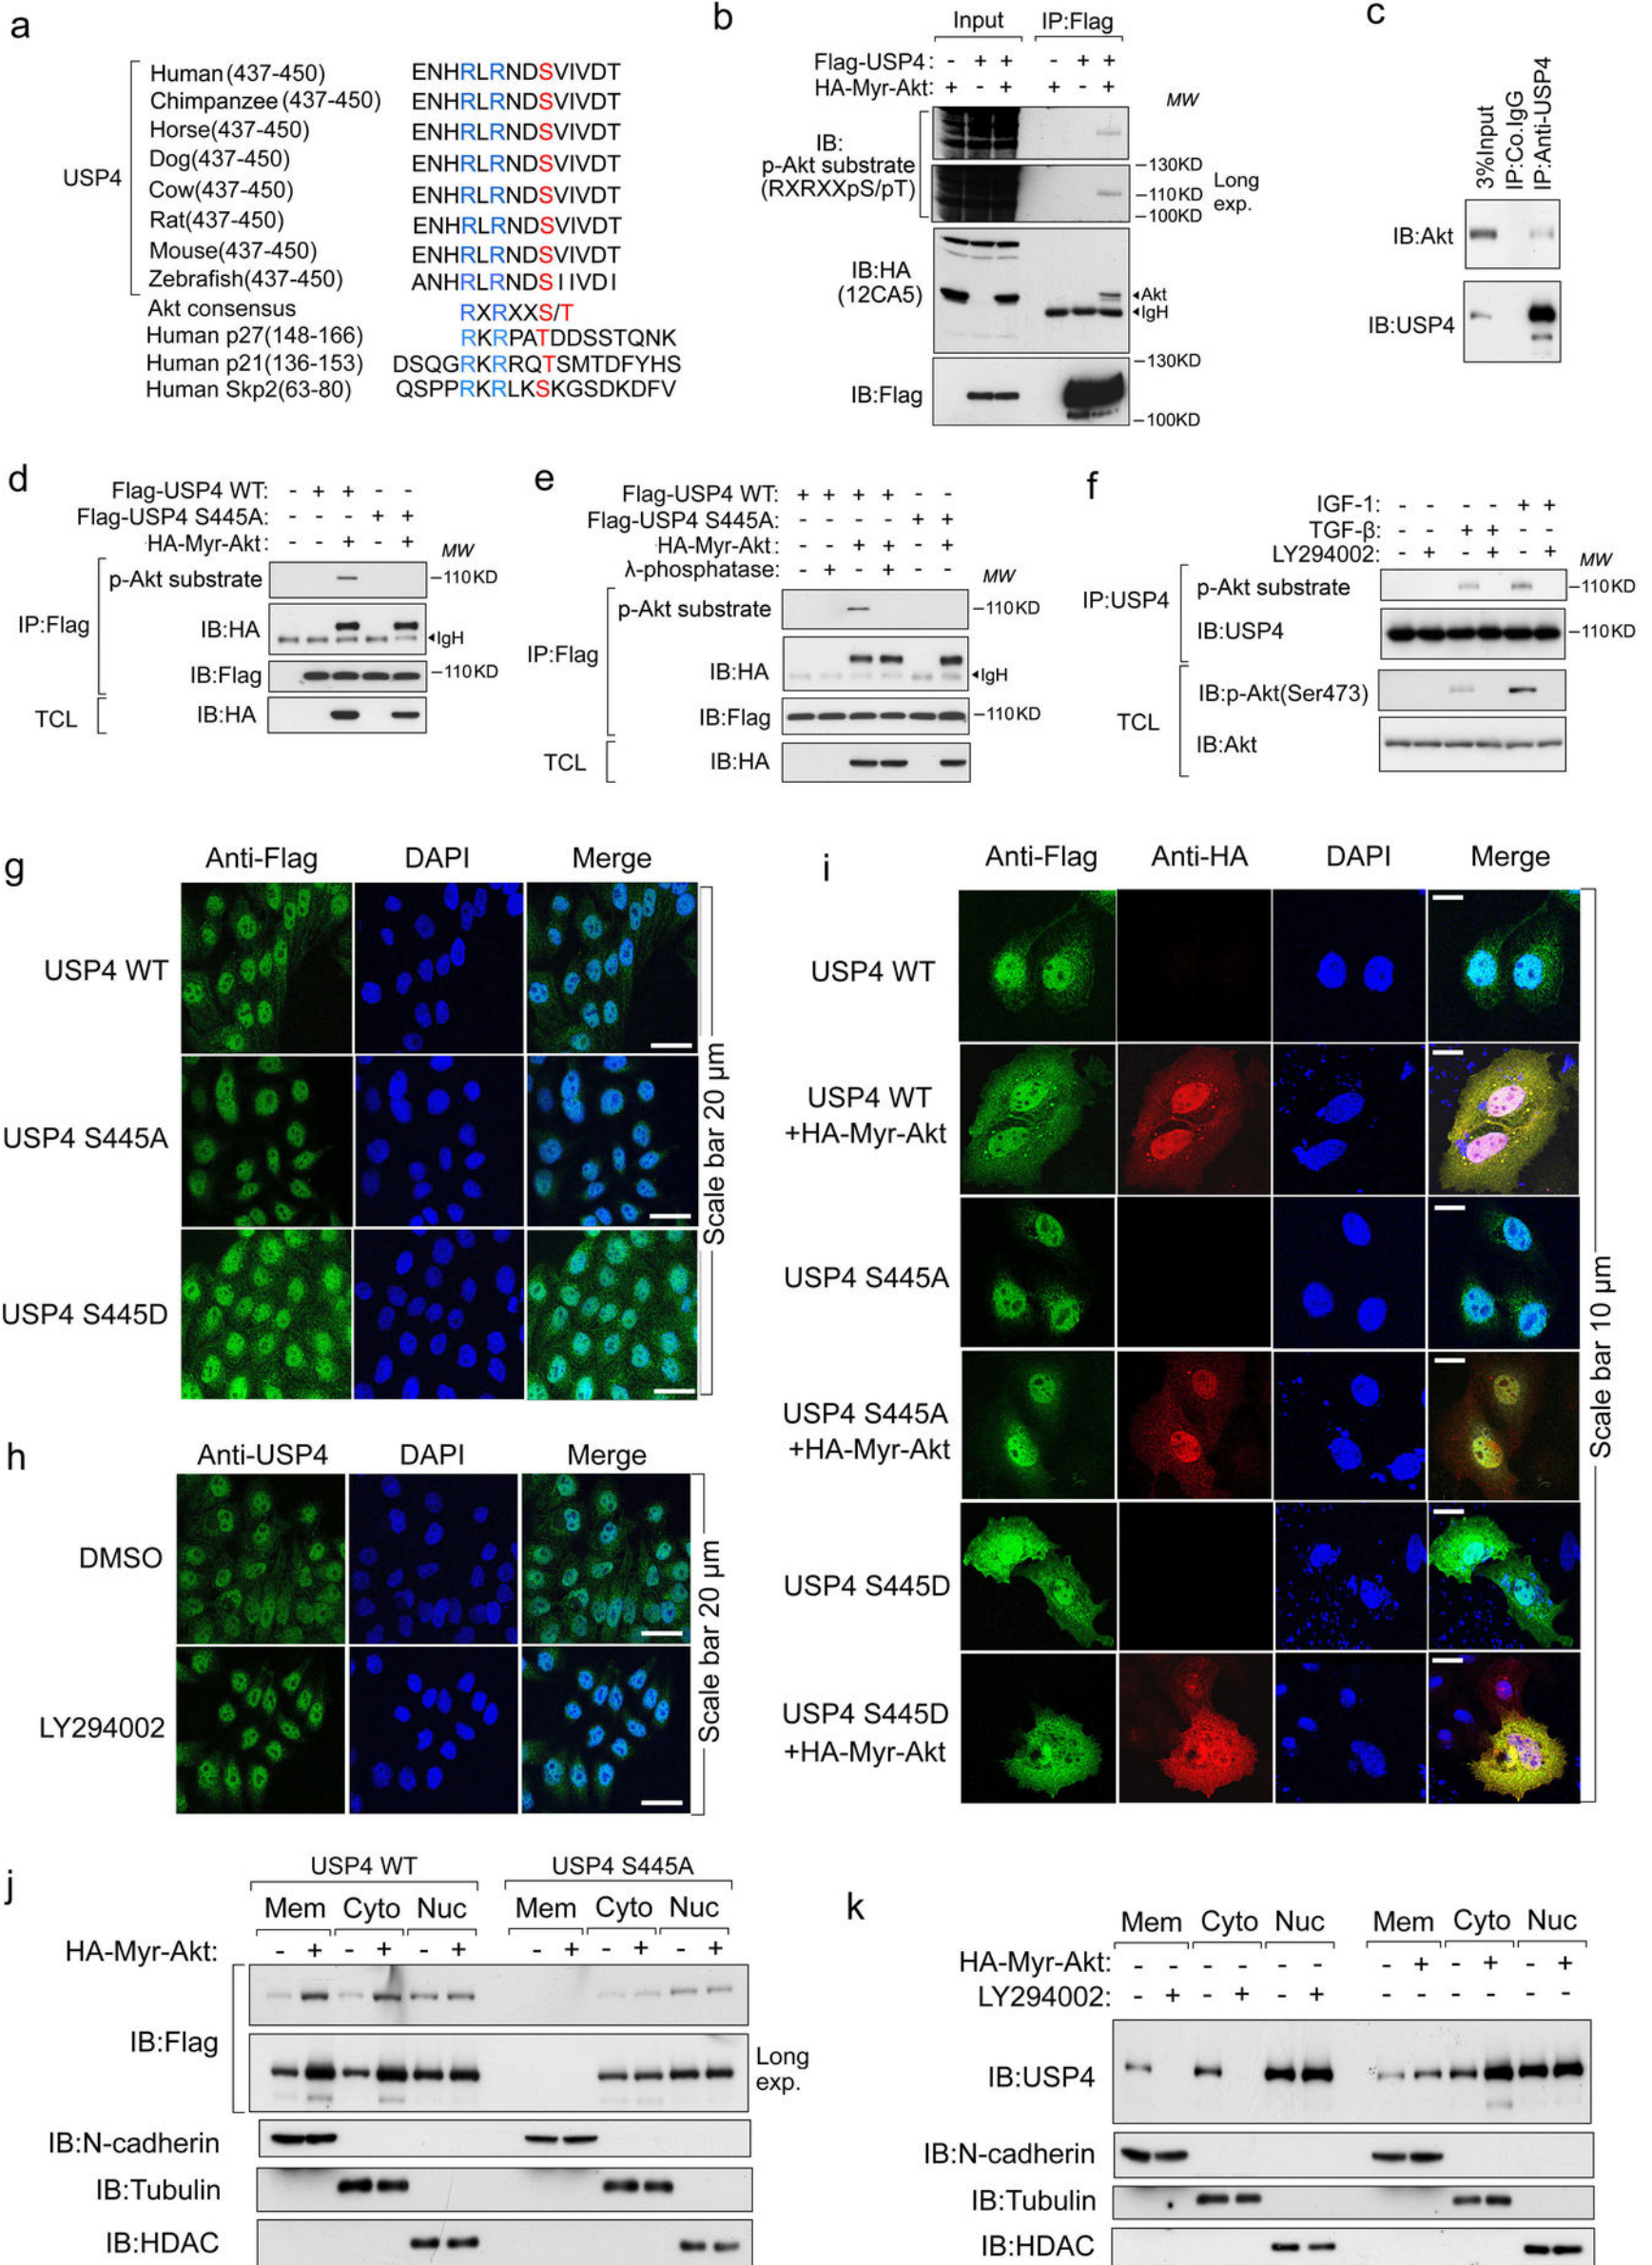 a
USP4
Human(437-450) ENHRLRNDSVIVDT
Chimpanzee(437-450) ENHRLRNDSVIVDT
Horse(437-450) ENHRLRNDSVIVDT
Dog(437-450) ENHRLRNDSVIVDT
Cow(437-450) ENHRLRNDSVIVDT
Rat(437-450) ENHRLRNDSVIVDT
Mouse(437-450) ENHRLRNDSVIVDT
Zebrafish(437-450) ANHRLRNDSIIVDI
Akt consensus RXRXXS/T
Human p27(148-166) RKRPATDDSSTQNK
Human p21(136-153) DSQGRKRRQTSMTDFYHS
Human Skp2(63-80) QSPPRKRLKSKGSDKDFV
b
Input IP:Flag
Flag-USP4: - + + - + +
HA-Myr-Akt: + - + + - +
MW
IB:
p-Akt substrate
(RXRXXpS/pT)
–130KD
–110KD
–100KD
Long
exp.
IB:HA
(12CA5)
◂Akt
◂IgH
–130KD
IB:Flag
–100KD
c
3%Input
IP:Co.IgG
IP:Anti-USP4
IB:Akt
IB:USP4
d
Flag-USP4 WT: - + + - -
Flag-USP4 S445A: - - - + +
HA-Myr-Akt: - - + - +
MW
IP:Flag
p-Akt substrate –110KD
IB:HA ◂IgH
IB:Flag –110KD
TCL IB:HA
e
Flag-USP4 WT: + + + + - -
Flag-USP4 S445A: - - - - + +
HA-Myr-Akt: - - + + - +
λ-phosphatase: - + - + - -
MW
IP:Flag
p-Akt substrate –110KD
IB:HA ◂IgH
IB:Flag –110KD
TCL IB:HA
f
IGF-1: - - - - + +
TGF-β: - - + + - -
LY294002: - + - + - +
MW
IP:USP4
p-Akt substrate –110KD
IB:USP4 –110KD
TCL
IB:p-Akt(Ser473)
IB:Akt
g
Anti-Flag DAPI Merge
USP4 WT
USP4 S445A
USP4 S445D
Scale bar 20 µm
h
Anti-USP4 DAPI Merge
DMSO
LY294002
Scale bar 20 µm
i
Anti-Flag Anti-HA DAPI Merge
USP4 WT
USP4 WT
+HA-Myr-Akt
USP4 S445A
USP4 S445A
+HA-Myr-Akt
USP4 S445D
USP4 S445D
+HA-Myr-Akt
Scale bar 10 µm
j
USP4 WT USP4 S445A
Mem Cyto Nuc Mem Cyto Nuc
HA-Myr-Akt: - + - + - + - + - + - +
IB:Flag
Long
exp.
IB:N-cadherin
IB:Tubulin
IB:HDAC
k
Mem Cyto Nuc Mem Cyto Nuc
HA-Myr-Akt: - - - - - - - + - + - +
LY294002: - + - + - + - - - - - -
IB:USP4
IB:N-cadherin
IB:Tubulin
IB:HDAC